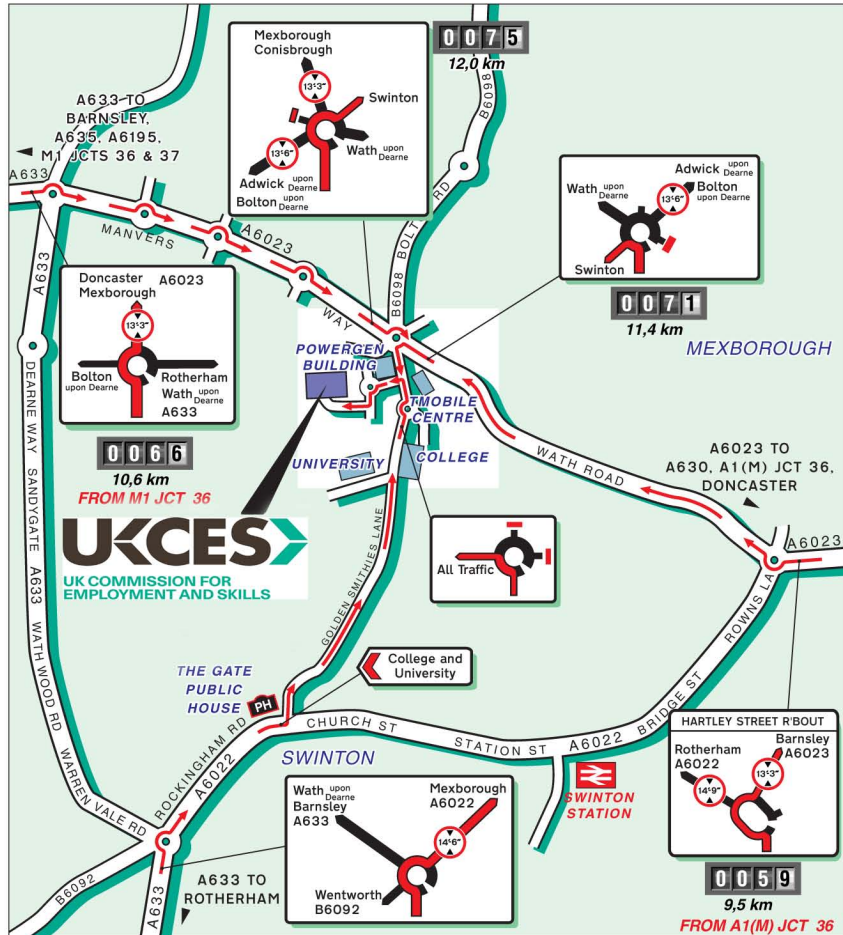 Mexborough
Conisbrough
13'-3"
Swinton
13'-6"
Wath upon Dearne
Adwick upon Dearne
Bolton upon Dearne
0075
12,0 km
B6098
A633 TO
BARNSLEY,
A635, A6195,
M1 JCTS 36 & 37
A633
MANVERS
A6023
WAY
B6098 BOLT
RD
Wath upon Dearne
Adwick upon Dearne
13'-6"
Bolton upon Dearne
Swinton
0071
11,4 km
A633
Doncaster
Mexborough
A6023
13'-3"
Bolton
upon Dearne
Rotherham
Wath upon Dearne
A633
0066
10,6 km
FROM M1 JCT 36
POWERGEN
BUILDING
TMOBILE
CENTRE
UNIVERSITY
COLLEGE
MEXBOROUGH
WATH ROAD
A6023 TO
A630, A1(M) JCT 36,
DONCASTER
A6023
UKCES
UK COMMISSION FOR
EMPLOYMENT AND SKILLS
All Traffic
GOLDEN SMITHIES LANE
DEARNE WAY SANDYGATE A633 WATH WOOD RD WARREN VALE RD
College and
University
THE GATE
PUBLIC
HOUSE
PH
ROCKINGHAM RD
A6022
CHURCH ST
STATION ST
A6022
BRIDGE ST
ROWNS LA
SWINTON
SWINTON
STATION
HARTLEY STREET R'BOUT
Rotherham
A6022
Barnsley
A6023
14'-9"
13'-3"
0059
9,5 km
FROM A1(M) JCT 36
Wath upon Dearne
Barnsley
A633
Mexborough
A6022
14'-6"
Wentworth
B6092
B6092
A633
A633 TO
ROTHERHAM